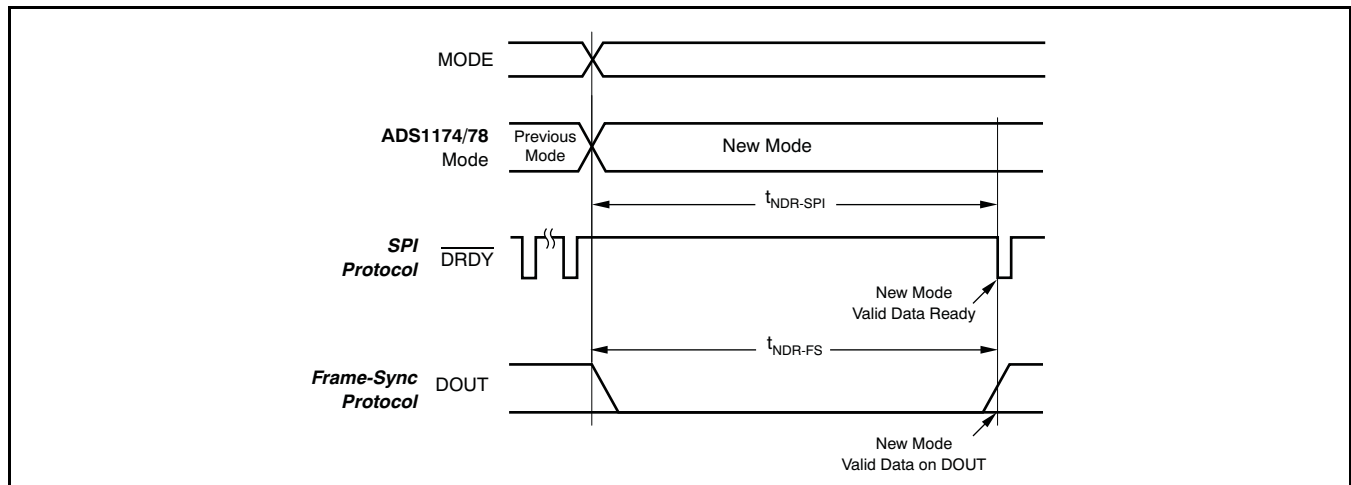 MODE
ADS1174/78
Mode
Previous
Mode
New Mode
tNDR-SPI
SPI
Protocol
DRDY
New Mode
Valid Data Ready
tNDR-FS
Frame-Sync
Protocol
DOUT
New Mode
Valid Data on DOUT